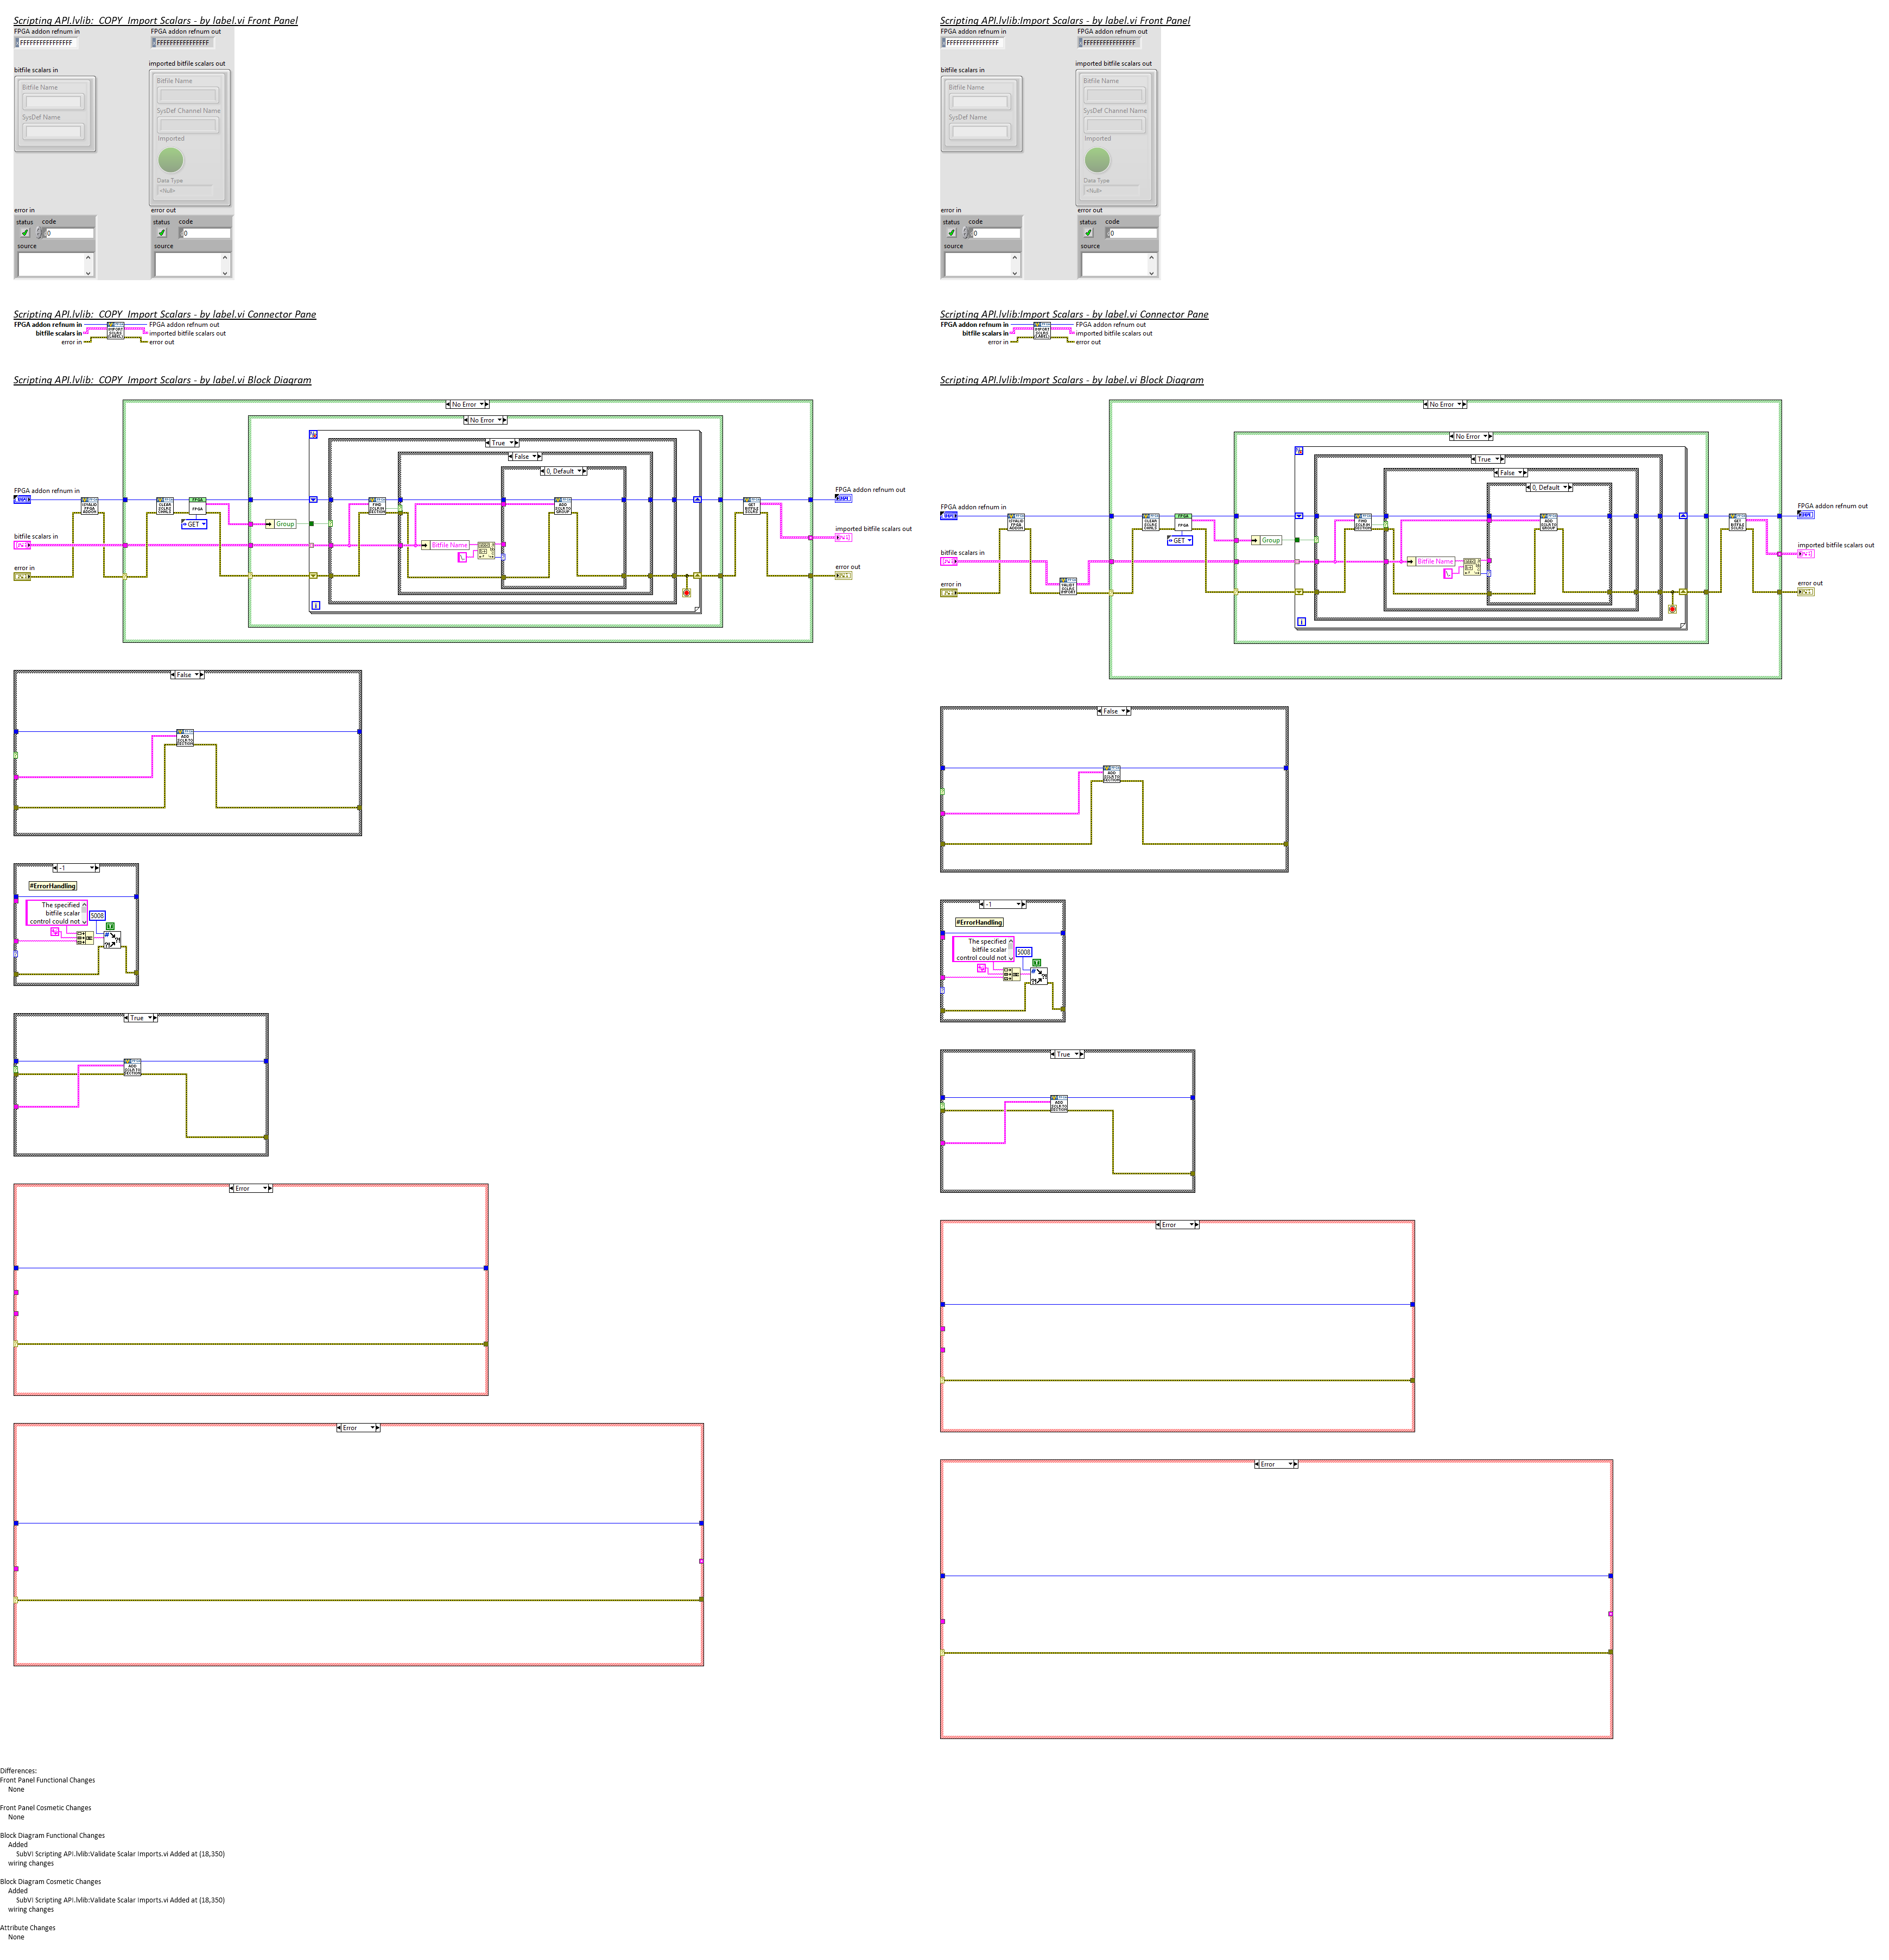 Scripting API.lvlib:_COPY_Import Scalars - by label.vi Front Panel
FPGA addon refnum in
FPGA addon refnum out
FFFFFFFFFFFFFFFF
FFFFFFFFFFFFFFFF
imported bitfile scalars out
bitfile scalars in
Bitfile Name
Bitfile Name
SysDef Channel Name
SysDef Name
Imported
Data Type
<Null>
error in
error out
status code
status code
0
0
source
source
Scripting API.lvlib:_COPY_Import Scalars - by label.vi Connector Pane
FPGA addon refnum in
FPGA addon refnum out
bitfile scalars in
imported bitfile scalars out
error in
error out
Scripting API.lvlib:_COPY_Import Scalars - by label.vi Block Diagram
No Error
No Error
True
False
0, Default
FPGA addon refnum in
FPGA addon refnum out
FPGA
FPGA
GET
Group
imported bitfile scalars out
bitfile scalars in
Bitfile Name
error in
error out
i
False
ADD
SECTION
-1
#ErrorHandling
The specified
bitfile scalar
control could not
5008
True
ADD
SECTION
Error
Error
Scripting API.lvlib:Import Scalars - by label.vi Front Panel
FPGA addon refnum in
FPGA addon refnum out
FFFFFFFFFFFFFFFF
FFFFFFFFFFFFFFFF
imported bitfile scalars out
bitfile scalars in
Bitfile Name
Bitfile Name
SysDef Channel Name
SysDef Name
Imported
Data Type
<Null>
error in
error out
status code
status code
0
0
source
source
Scripting API.lvlib:Import Scalars - by label.vi Connector Pane
FPGA addon refnum in
FPGA addon refnum out
bitfile scalars in
imported bitfile scalars out
error in
error out
Scripting API.lvlib:Import Scalars - by label.vi Block Diagram
No Error
No Error
True
False
0, Default
FPGA addon refnum in
FPGA addon refnum out
FPGA
FPGA
GET
Group
imported bitfile scalars out
bitfile scalars in
Bitfile Name
error in
error out
i
False
ADD
SECTION
-1
#ErrorHandling
The specified
bitfile scalar
control could not
5008
True
ADD
SECTION
Error
Error
Differences:
Front Panel Functional Changes
None
Front Panel Cosmetic Changes
None
Block Diagram Functional Changes
Added
SubVI Scripting API.lvlib:Validate Scalar Imports.vi Added at (18,350)
wiring changes
Block Diagram Cosmetic Changes
Added
SubVI Scripting API.lvlib:Validate Scalar Imports.vi Added at (18,350)
wiring changes
Attribute Changes
None